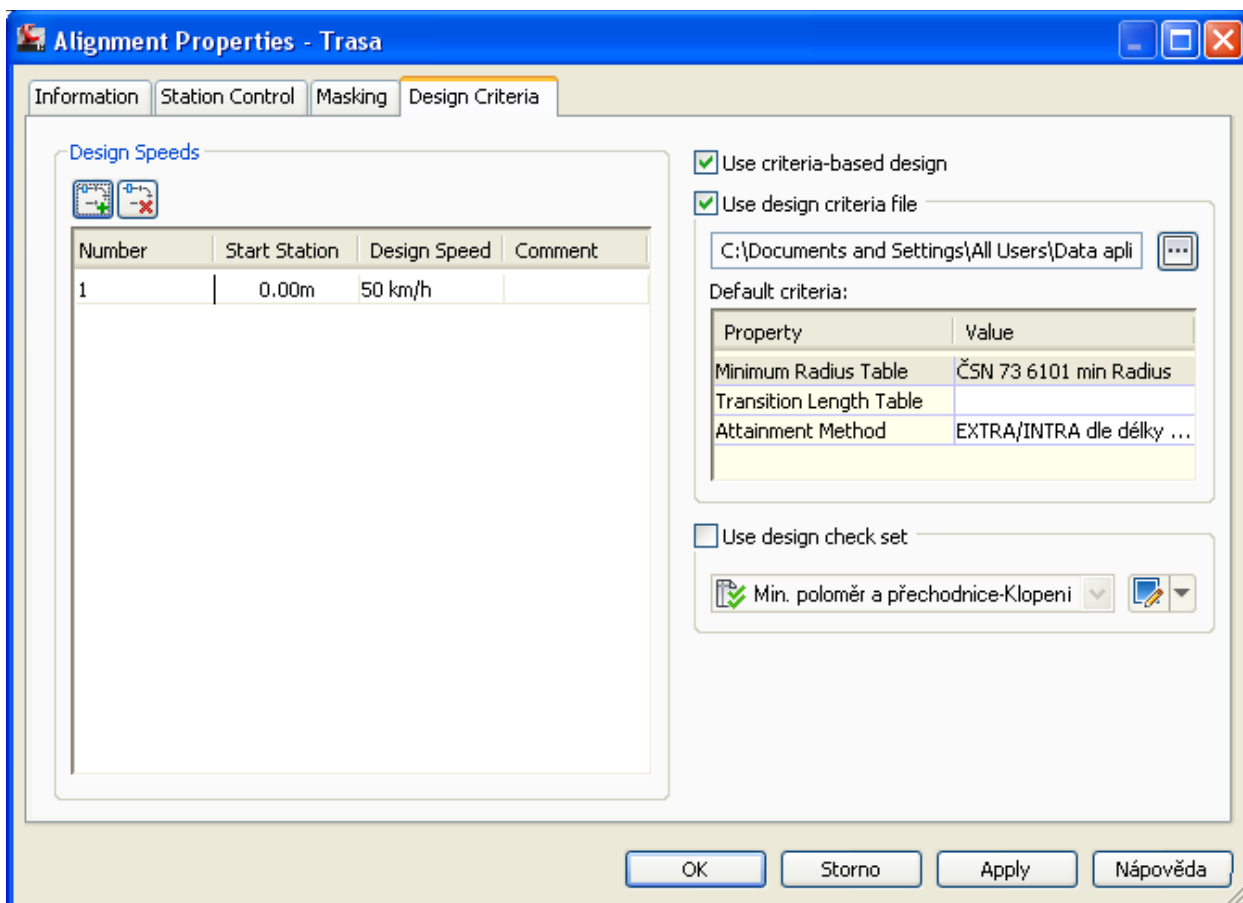 Alignment Properties - Trasa
Information Station Control Masking Design Criteria
Design Speeds
Number Start Station Design Speed Comment
1 0.00m 50 km/h
Use criteria-based design
Use design criteria file
C:\Documents and Settings\All Users\Data apli
Default criteria:
Property Value
Minimum Radius Table ČSN 73 6101 min Radius
Transition Length Table
Attainment Method EXTRA/INTRA dle délky ...
Use design check set
Min. poloměr a přechodnice-Klopeni
OK Storno Apply Nápověda